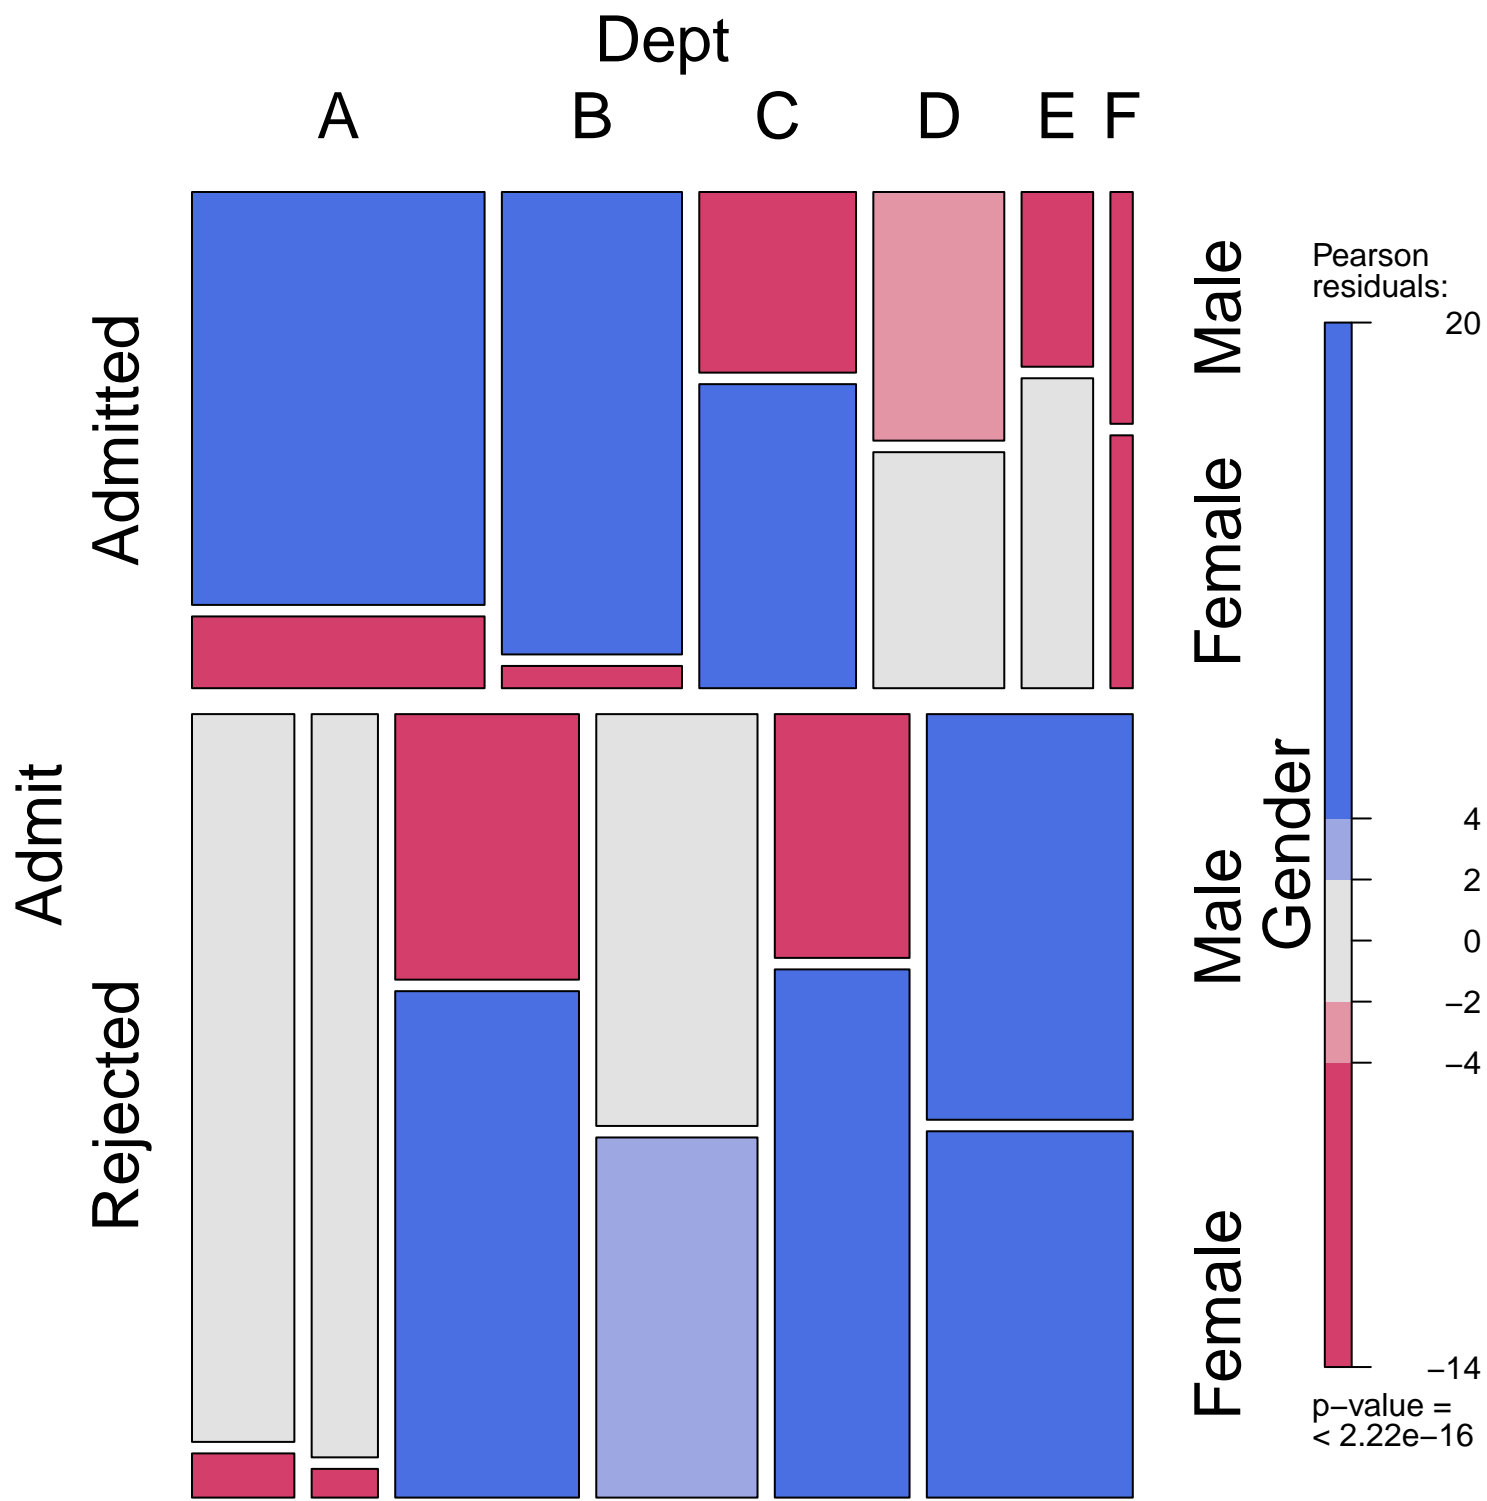 Dept
A B C D E F
Admit
Admitted
Rejected
Male
Female
Male
Female
Gender
Pearson
residuals:
20
4
2
0
−2
−4
−14
p−value =
< 2.22e−16